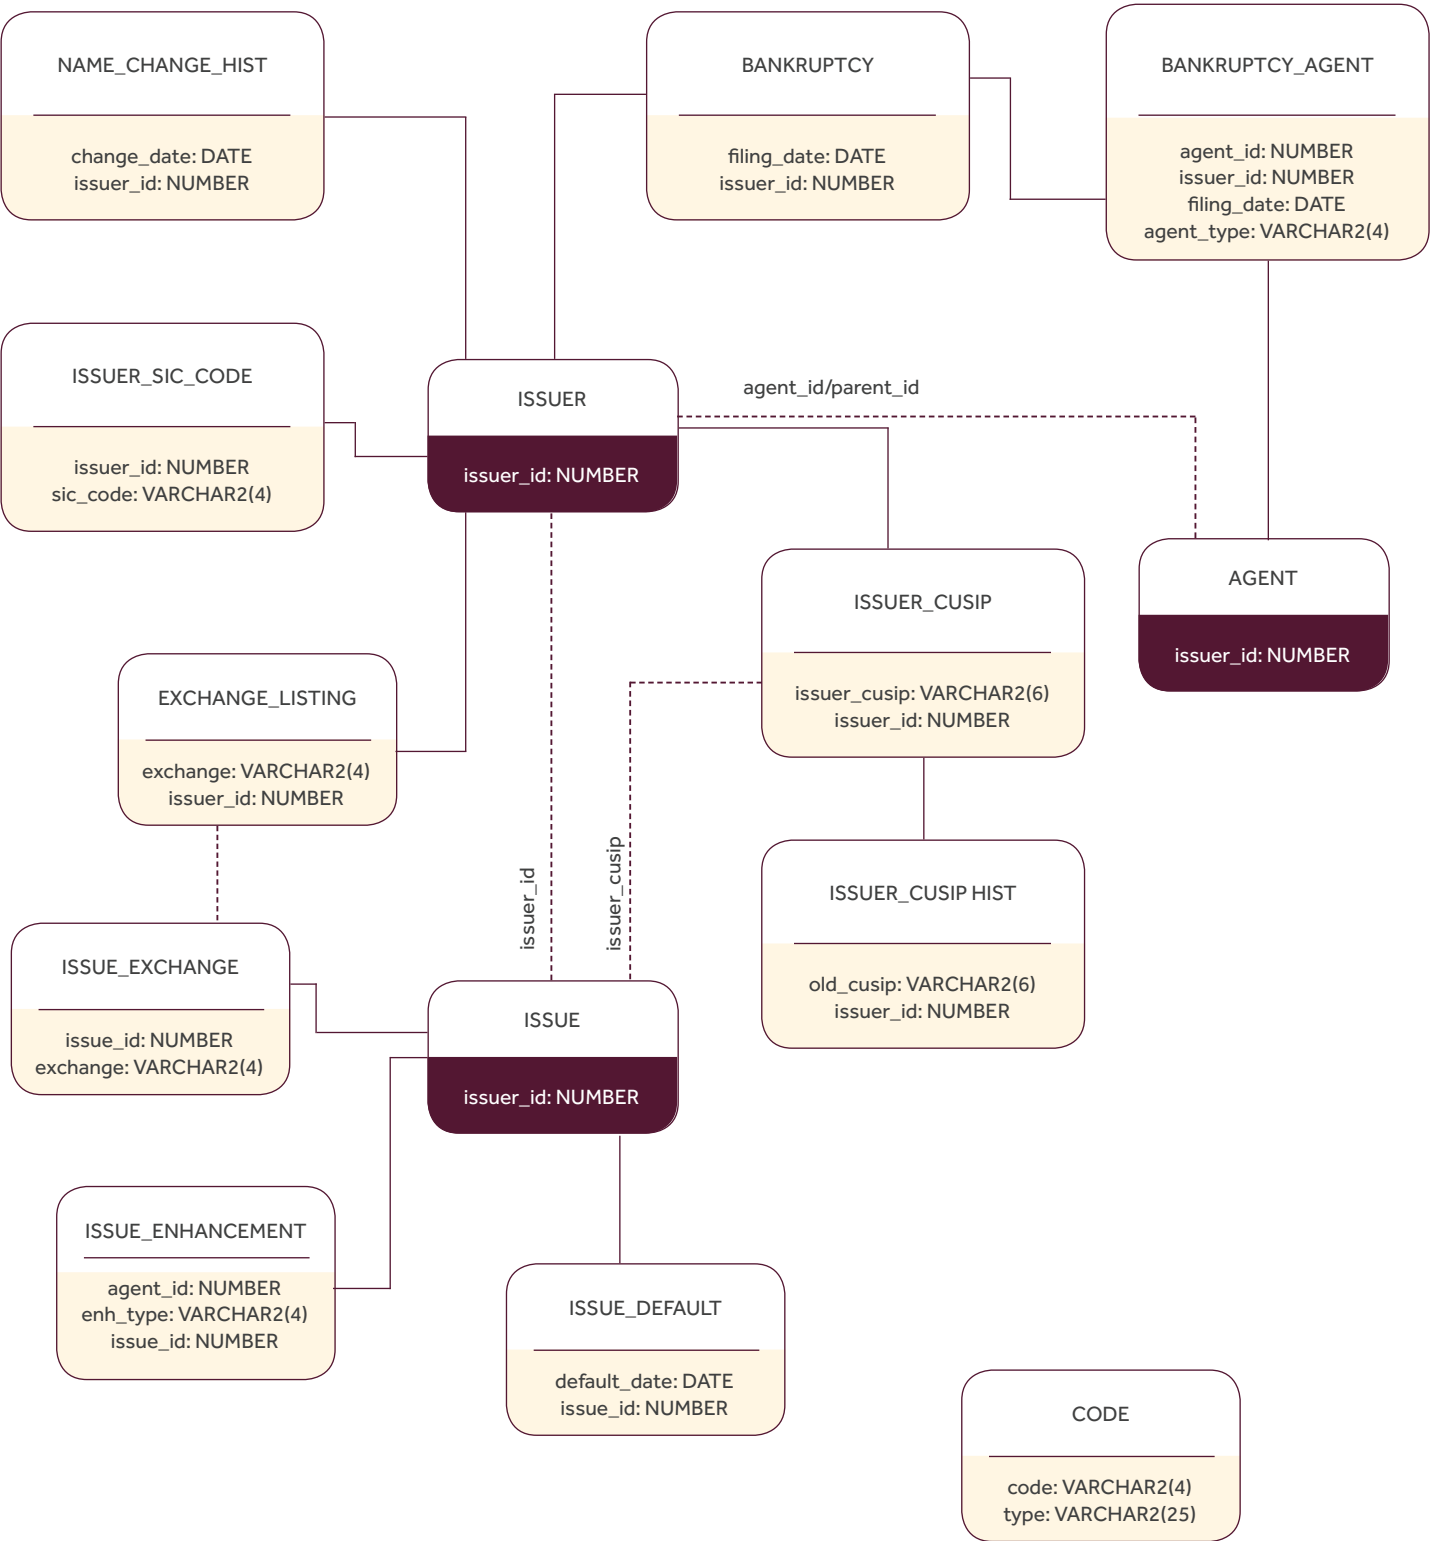 NAME_CHANGE_HIST
change_date: DATE
issuer_id: NUMBER
BANKRUPTCY
filing_date: DATE
issuer_id: NUMBER
BANKRUPTCY_AGENT
agent_id: NUMBER
issuer_id: NUMBER
filing_date: DATE
agent_type: VARCHAR2(4)
ISSUER_SIC_CODE
issuer_id: NUMBER
sic_code: VARCHAR2(4)
ISSUER
issuer_id: NUMBER
agent_id/parent_id
ISSUER_CUSIP
issuer_cusip: VARCHAR2(6)
issuer_id: NUMBER
AGENT
issuer_id: NUMBER
EXCHANGE_LISTING
exchange: VARCHAR2(4)
issuer_id: NUMBER
issuer_id
issuer_cusip
ISSUER_CUSIP HIST
old_cusip: VARCHAR2(6)
issuer_id: NUMBER
ISSUE_EXCHANGE
issue_id: NUMBER
exchange: VARCHAR2(4)
ISSUE
issuer_id: NUMBER
ISSUE_ENHANCEMENT
agent_id: NUMBER
enh_type: VARCHAR2(4)
issue_id: NUMBER
ISSUE_DEFAULT
default_date: DATE
issue_id: NUMBER
CODE
code: VARCHAR2(4)
type: VARCHAR2(25)